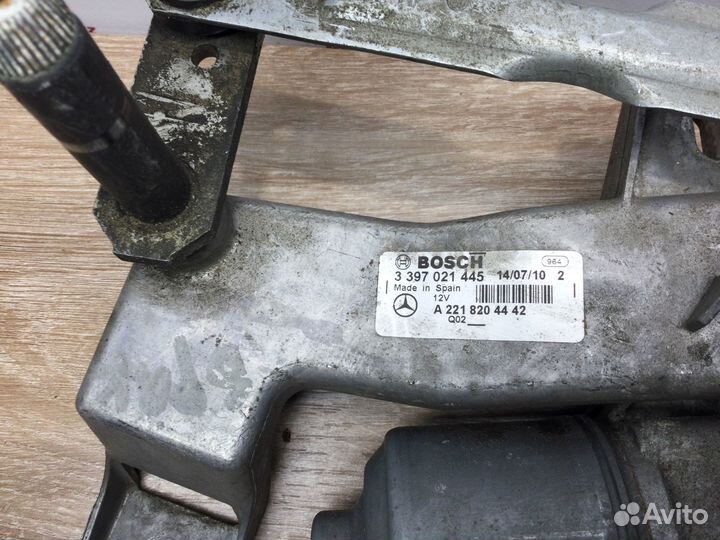 BOSCH 964
3 397 021 445 14/07/10 2
Made in Spain
12V
A 221 820 44 42
Q02__
Avito